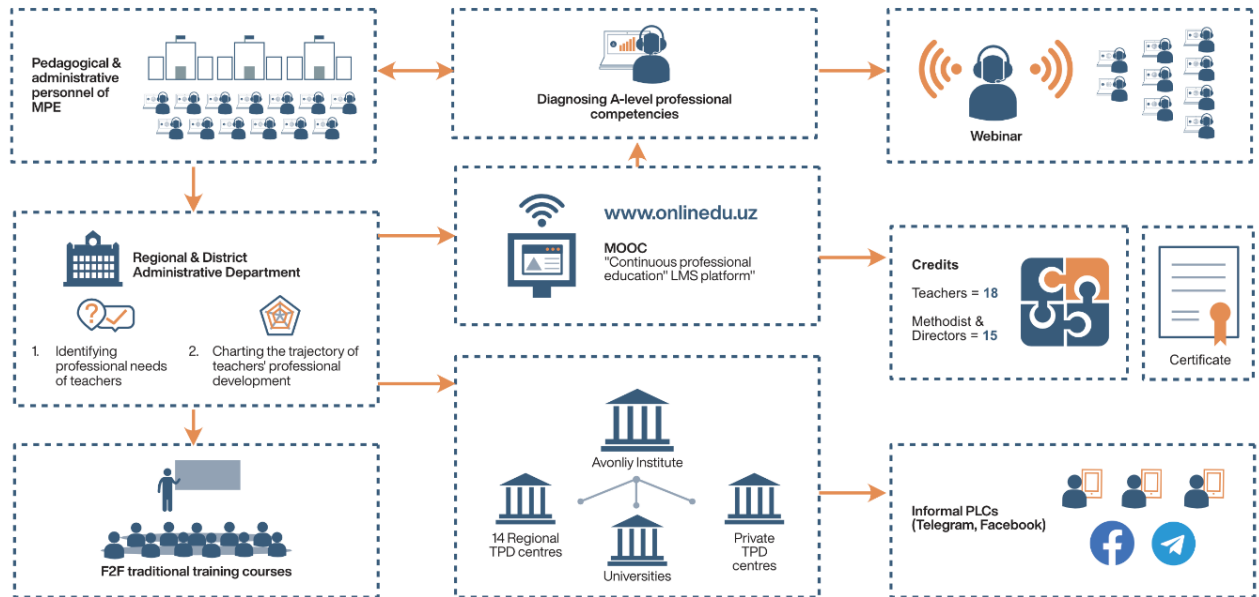 Pedagogical &
administrative
personnel of
MPE
Diagnosing A-level professional
competencies
Webinar
Regional & District
Administrative Department
1. Identifying
professional needs
of teachers
2. Charting the trajectory of
teachers' professional
development
www.onlinedu.uz
MOOC
"Continuous professional
education" LMS platform"
Credits
Teachers = 18
Methodist &
Directors = 15
Certificate
F2F traditional training courses
Avonliy Institute
14 Regional
TPD centres
Universities
Private
TPD
centres
Informal PLCs
(Telegram, Facebook)